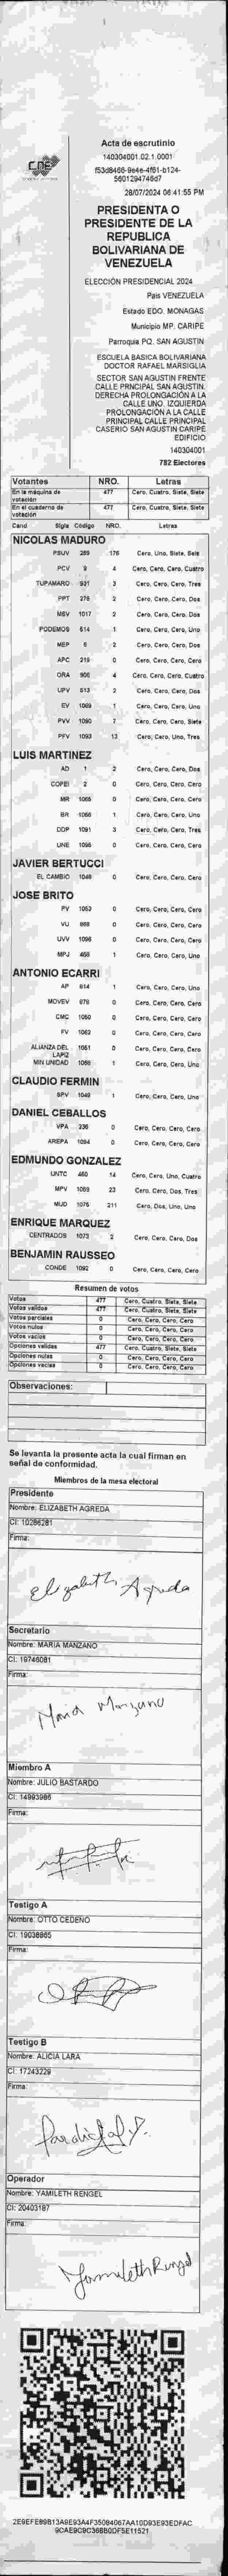 CNE
Acta de escrutinio
140304001.02.1.0001
28/07/2024 06:41:55 PM
PRESIDENTA O
PRESIDENTE DE LA
REPUBLICA
BOLIVARIANA DE
VENEZUELA
ELECCIÓN PRESIDENCIAL 2024
Pais VENEZUELA
Estado EDO. MONAGAS
Municipio MP. CARIPE
Parroquia PQ. SAN AGUSTIN
ESCUELA BASICA BOLIVARIANA
DOCTOR RAFAEL MARSIGLIA
SECTOR SAN AGUSTIN FRENTE
CALLE PRINCIPAL SAN AGUSTIN.
DERECHA PROLONGACIÓN A LA
CALLE UNO. IZQUIERDA
PROLONGACIÓN A LA CALLE
PRINCIPAL CALLE PRINCIPAL
CASERIO SAN AGUSTIN CARIPE
EDIFICIO
140304001
782 Electores
Votantes NRO. Letras
En la máquina de votación 477 Cero, Cuatro, Siete, Siete
En el cuaderno de votación 477 Cero, Cuatro, Siete, Siete
Cand Sigla Código NRO. Letras
NICOLAS MADURO
PSUV 289 176 Cero, Uno, Siete, Seis
PCV 9 4 Cero, Cero, Cero, Cuatro
TUPAMARO 931 3 Cero, Cero, Cero, Tres
PPT 276 2 Cero, Cero, Cero, Dos
MSV 1017 2 Cero, Cero, Cero, Dos
PODEMOS 514 1 Cero, Cero, Cero, Uno
MEP 6 2 Cero, Cero, Cero, Dos
APC 219 0 Cero, Cero, Cero, Cero
ORA 906 4 Cero, Cero, Cero, Cuatro
UPV 513 2 Cero, Cero, Cero, Dos
EV 1069 1 Cero, Cero, Cero, Uno
PVV 1090 7 Cero, Cero, Cero, Siete
PFV 1093 13 Cero, Cero, Uno, Tres
LUIS MARTINEZ
AD 1 2 Cero, Cero, Cero, Dos
COPEI 2 0 Cero, Cero, Cero, Cero
MR 1065 0 Cero, Cero, Cero, Cero
BR 1066 1 Cero, Cero, Cero, Uno
DDP 1091 3 Cero, Cero, Cero, Tres
UNE 1095 0 Cero, Cero, Cero, Cero
JAVIER BERTUCCI
EL CAMBIO 1048 0 Cero, Cero, Cero, Cero
JOSE BRITO
PV 1052 0 Cero, Cero, Cero, Cero
VU 868 0 Cero, Cero, Cero, Cero
UVV 1096 0 Cero, Cero, Cero, Cero
MPJ 468 1 Cero, Cero, Cero, Uno
ANTONIO ECARRI
AP 814 1 Cero, Cero, Cero, Uno
MOVEV 678 0 Cero, Cero, Cero, Cero
CMC 1050 0 Cero, Cero, Cero, Cero
FV 1062 0 Cero, Cero, Cero, Cero
ALIANZA DEL LAPIZ 1051 0 Cero, Cero, Cero, Cero
MIN UNIDAD 1056 1 Cero, Cero, Cero, Uno
CLAUDIO FERMIN
SPV 1049 1 Cero, Cero, Cero, Uno
DANIEL CEBALLOS
VPA 236 0 Cero, Cero, Cero, Cero
AREPA 1094 0 Cero, Cero, Cero, Cero
EDMUNDO GONZALEZ
UNTC 480 14 Cero, Cero, Uno, Cuatro
MPV 1059 23 Cero, Cero, Dos, Tres
MUD 1075 211 Cero, Dos, Uno, Uno
ENRIQUE MARQUEZ
CENTRADOS 1073 2 Cero, Cero, Cero, Dos
BENJAMIN RAUSSEO
CONDE 1092 0 Cero, Cero, Cero, Cero
Resumen de votos
Votos 477 Cero, Cuatro, Siete, Siete
Votos válidos 477 Cero, Cuatro, Siete, Siete
Votos parciales 0 Cero, Cero, Cero, Cero
Votos nulos 0 Cero, Cero, Cero, Cero
Votos vacíos 0 Cero, Cero, Cero, Cero
Opciones válidas 477 Cero, Cuatro, Siete, Siete
Opciones nulas 0 Cero, Cero, Cero, Cero
Opciones vacías 0 Cero, Cero, Cero, Cero
Observaciones:
Se levanta la presente acta la cual firman en
señal de conformidad.
Miembros de la mesa electoral
Presidente
Nombre: ELIZABETH AGREDA
CI: 10286281
Firma:
Elizabeth Agreda
Secretario
Nombre: MARIA MANZANO
CI: 19746081
Firma:
Maria Manzano
Miembro A
Nombre: JULIO BASTARDO
CI: 14993986
Firma:
Testigo A
Nombre: OTTO CEDENO
CI: 19038965
Firma:
Testigo B
Nombre: ALICIA LARA
CI: 17243229
Firma:
Operador
Nombre: YAMILETH RENGEL
CI: 20403187
Firma:
Yamileth Rengel